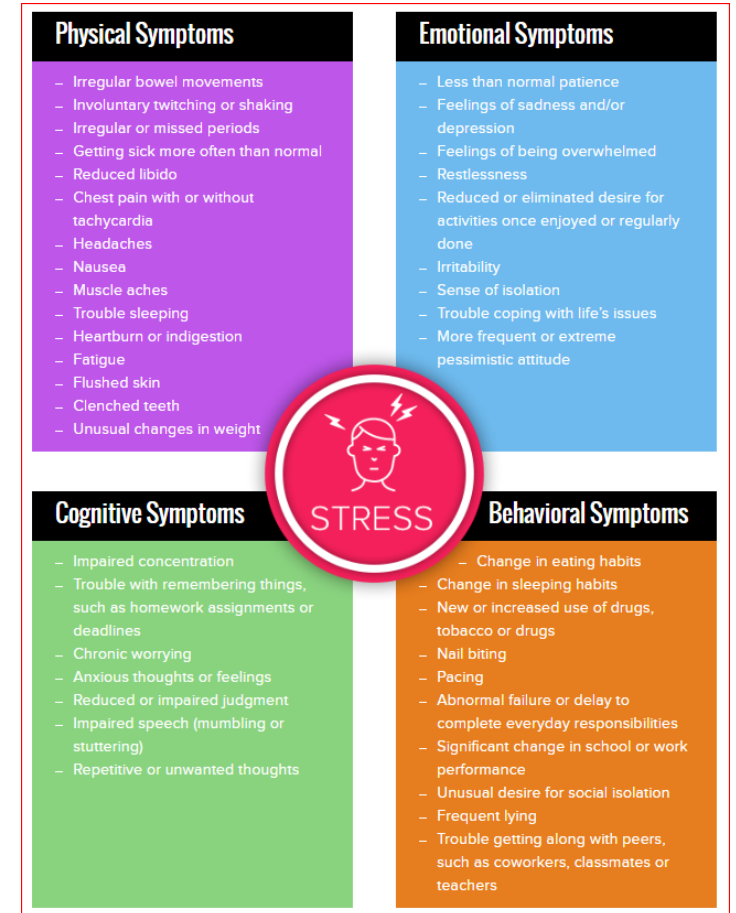 Physical Symptoms
– Irregular bowel movements
– Involuntary twitching or shaking
– Irregular or missed periods
– Getting sick more often than normal
– Reduced libido
– Chest pain with or without
tachycardia
– Headaches
– Nausea
– Muscle aches
– Trouble sleeping
– Heartburn or indigestion
– Fatigue
– Flushed skin
– Clenched teeth
– Unusual changes in weight
Emotional Symptoms
– Less than normal patience
– Feelings of sadness and/or
depression
– Feelings of being overwhelmed
– Restlessness
– Reduced or eliminated desire for
activities once enjoyed or regularly
done
– Irritability
– Sense of isolation
– Trouble coping with life's issues
– More frequent or extreme
pessimistic attitude
STRESS
Cognitive Symptoms
– Impaired concentration
– Trouble with remembering things,
such as homework assignments or
deadlines
– Chronic worrying
– Anxious thoughts or feelings
– Reduced or impaired judgment
– Impaired speech (mumbling or
stuttering)
– Repetitive or unwanted thoughts
Behavioral Symptoms
– Change in eating habits
– Change in sleeping habits
– New or increased use of drugs,
tobacco or drugs
– Nail biting
– Pacing
– Abnormal failure or delay to
complete everyday responsibilities
– Significant change in school or work
performance
– Unusual desire for social isolation
– Frequent lying
– Trouble getting along with peers,
such as coworkers, classmates or
teachers